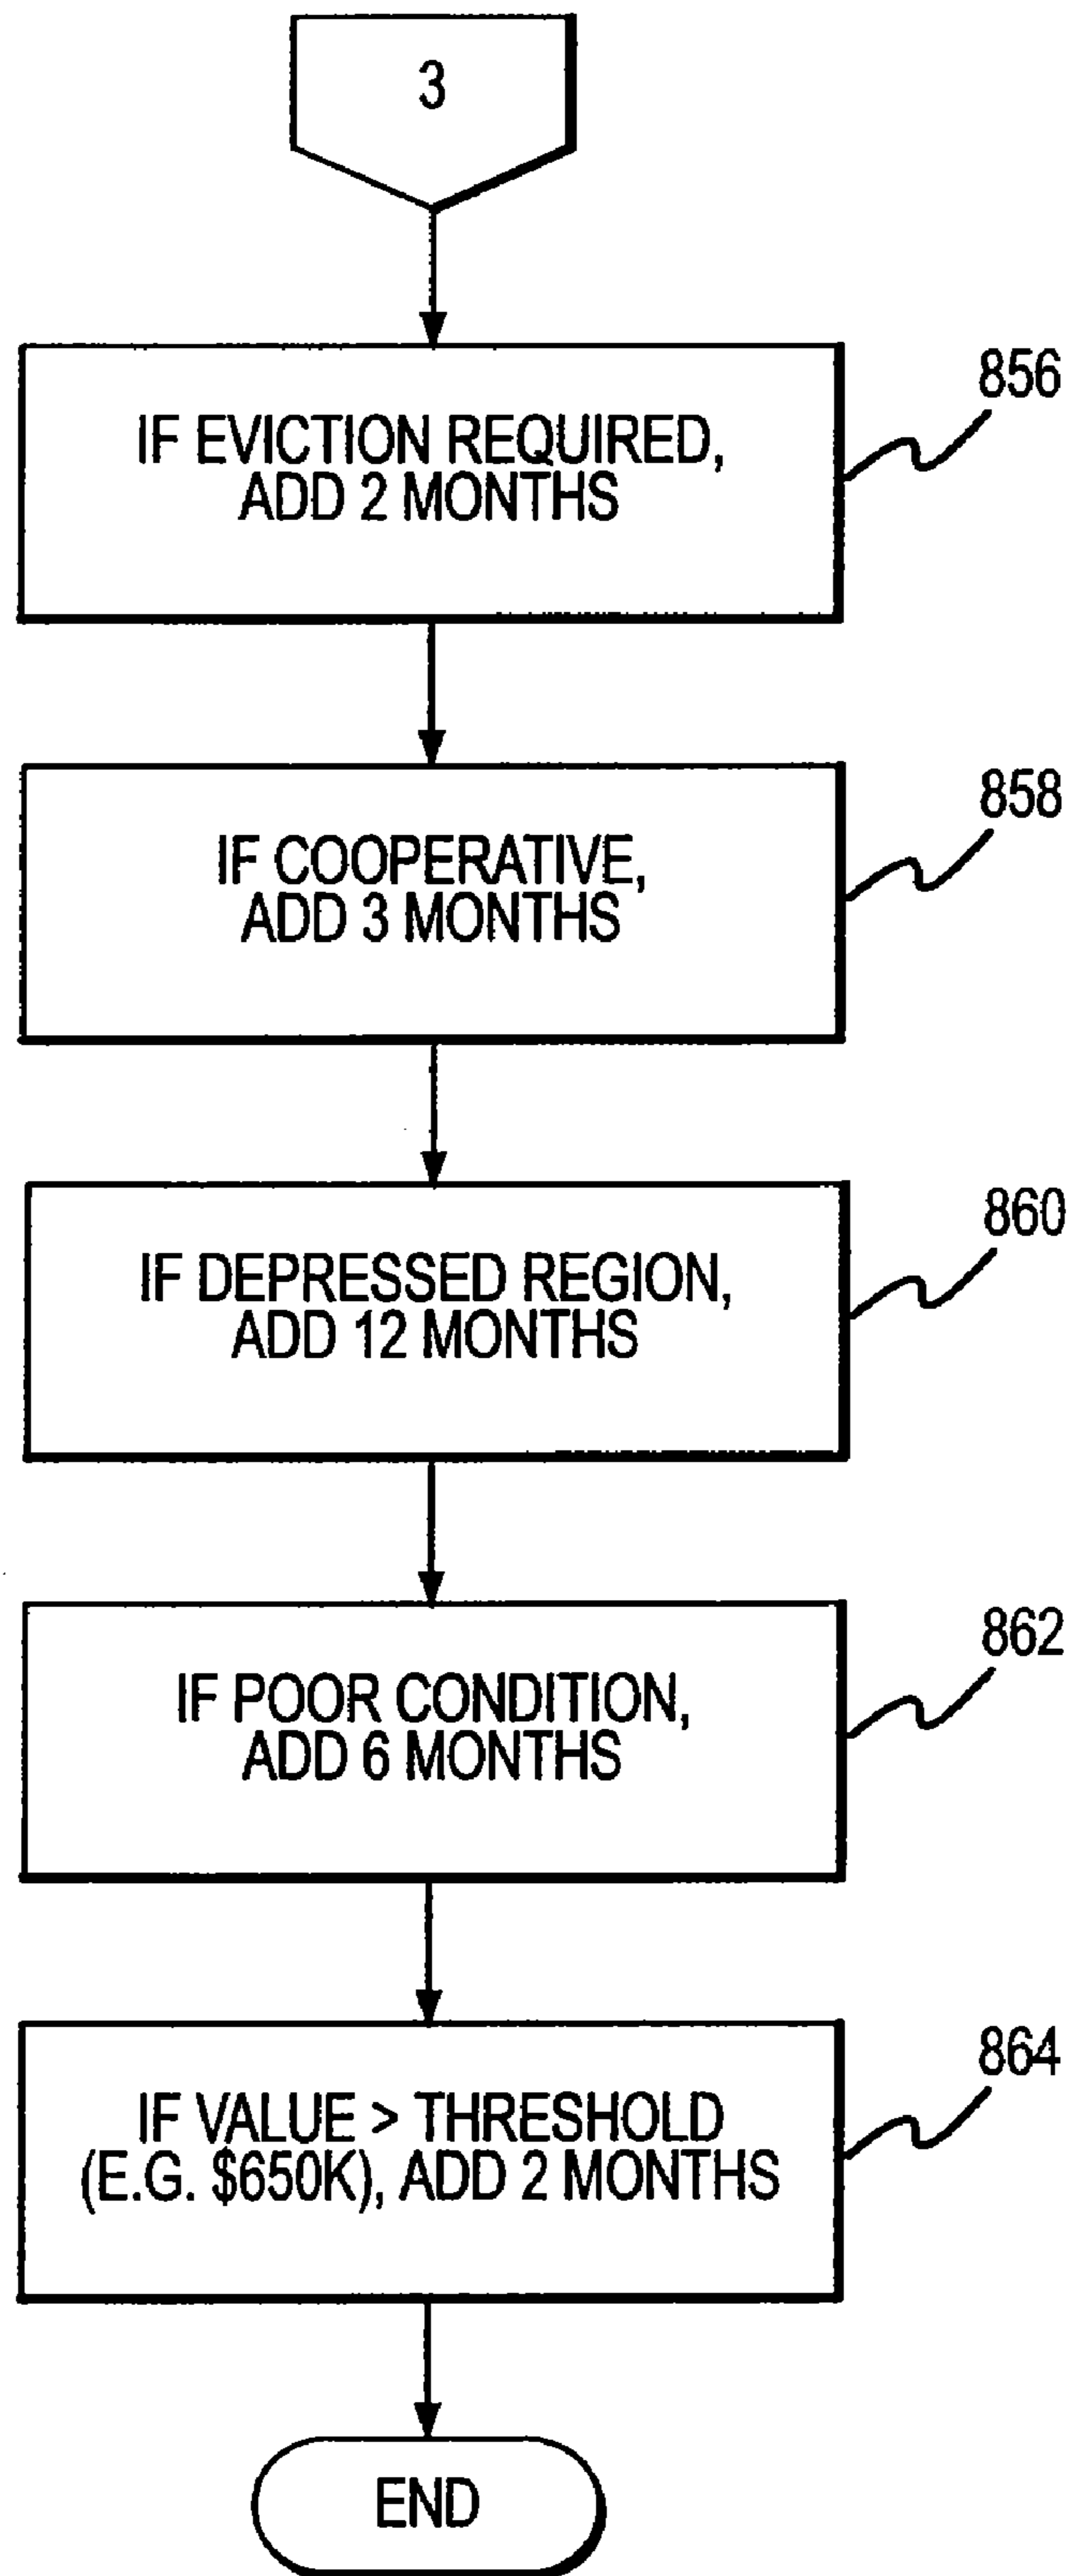 3
IF EVICTION REQUIRED,
ADD 2 MONTHS
856
IF COOPERATIVE,
ADD 3 MONTHS
858
IF DEPRESSED REGION,
ADD 12 MONTHS
860
IF POOR CONDITION,
ADD 6 MONTHS
862
IF VALUE > THRESHOLD
(E.G. $650K), ADD 2 MONTHS
864
END